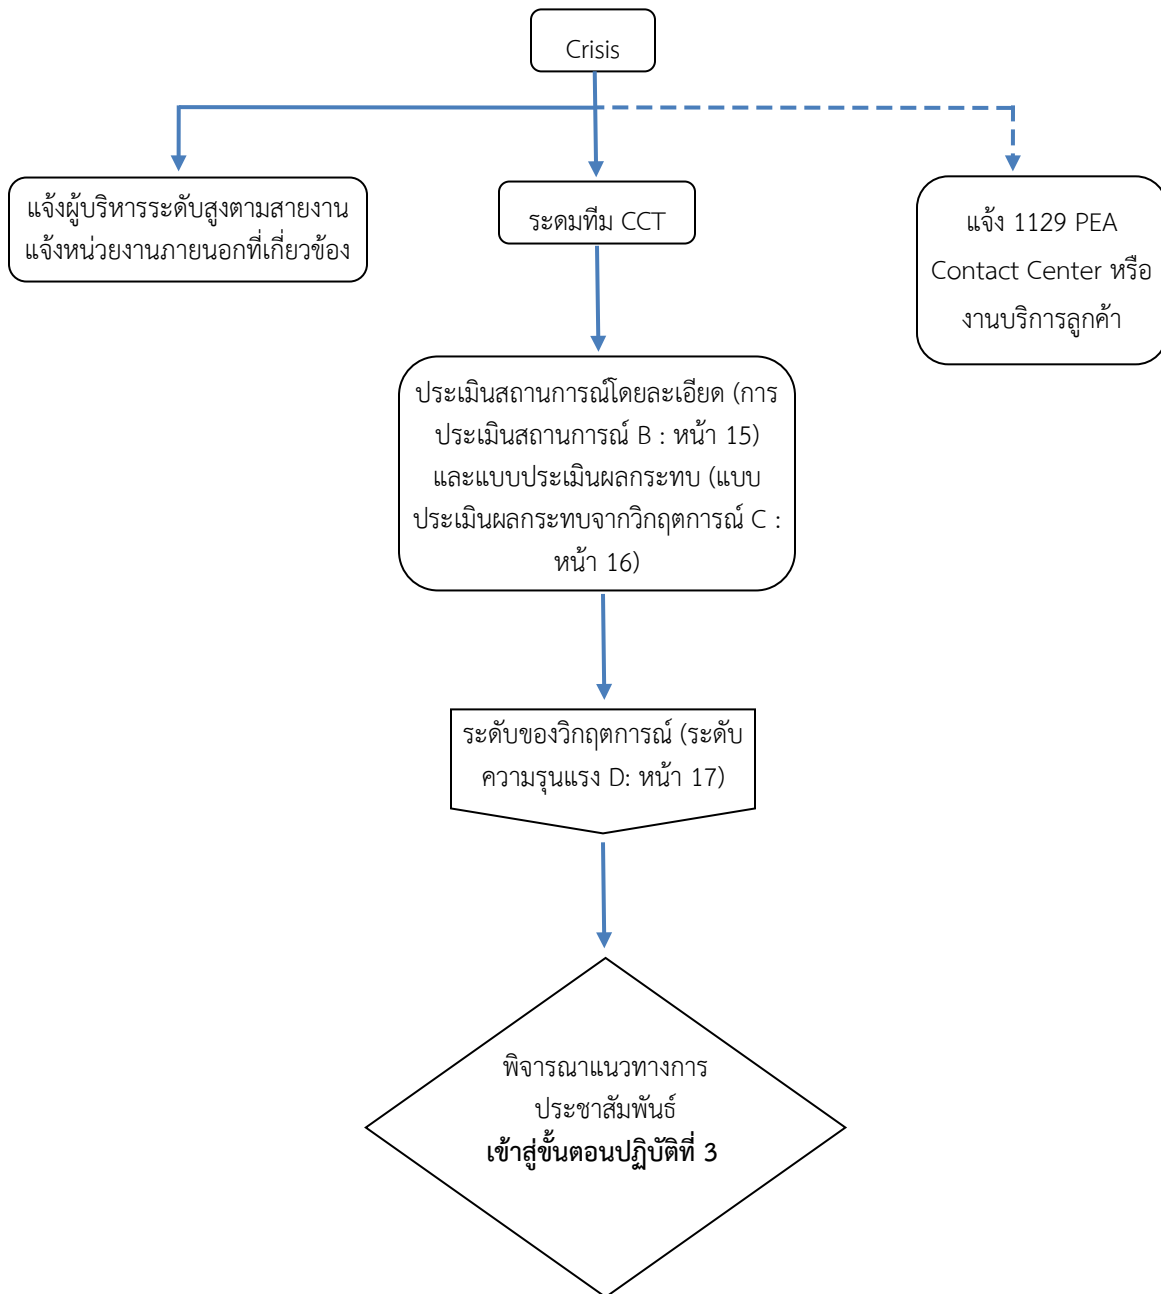 Crisis
แจ้งผู้บริหารระดับสูงตามสายงาน
แจ้งหน่วยงานภายนอกที่เกี่ยวข้อง
ระดมทีม CCT
แจ้ง 1129 PEA
Contact Center หรือ
งานบริการลูกค้า
ประเมินสถานการณ์โดยละเอียด (การ
ประเมินสถานการณ์ B : หน้า 15)
และแบบประเมินผลกระทบ (แบบ
ประเมินผลกระทบจากวิกฤตการณ์ C :
หน้า 16)
ระดับของวิกฤตการณ์ (ระดับ
ความรุนแรง D: หน้า 17)
พิจารณาแนวทางการ
ประชาสัมพันธ์
เข้าสู่ขั้นตอนปฏิบัติที่ 3